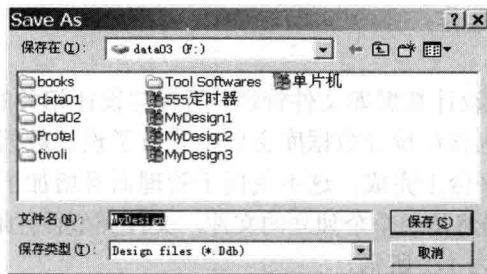 Save As
保存在(I): data03 (F:)
books Tool Softwares 单片机
data01 555定时器
data02 MyDesign1
Protel MyDesign2
tivoli MyDesign3
文件名(N): MyDesign 保存(S)
保存类型(T): Design files (*.Ddb) 取消